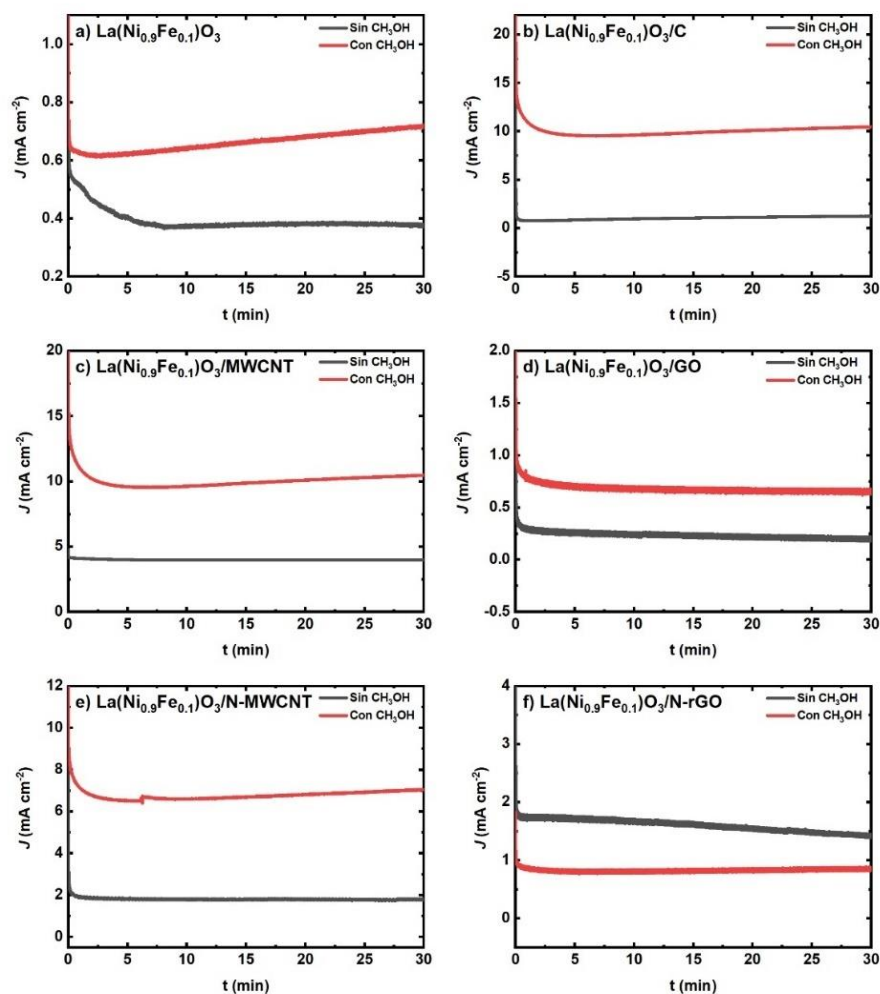 a) La(Ni0.9Fe0.1)O3
Sin CH3OH
Con CH3OH
J (mA cm-2)
1.0
0.8
0.6
0.4
0.2
0 5 10 15 20 25 30
t (min)
b) La(Ni0.9Fe0.1)O3/C
Sin CH3OH
Con CH3OH
J (mA cm-2)
20
15
10
5
0
-5
0 5 10 15 20 25 30
t (min)
c) La(Ni0.9Fe0.1)O3/MWCNT
Sin CH3OH
Con CH3OH
J (mA cm-2)
20
15
10
5
0
0 5 10 15 20 25 30
t (min)
d) La(Ni0.9Fe0.1)O3/GO
Sin CH3OH
Con CH3OH
J (mA cm-2)
2.0
1.5
1.0
0.5
0.0
-0.5
0 5 10 15 20 25 30
t (min)
e) La(Ni0.9Fe0.1)O3/N-MWCNT
Sin CH3OH
Con CH3OH
J (mA cm-2)
12
10
8
6
4
2
0
0 5 10 15 20 25 30
t (min)
f) La(Ni0.9Fe0.1)O3/N-rGO
Sin CH3OH
Con CH3OH
J (mA cm-2)
4
3
2
1
0
0 5 10 15 20 25 30
t (min)